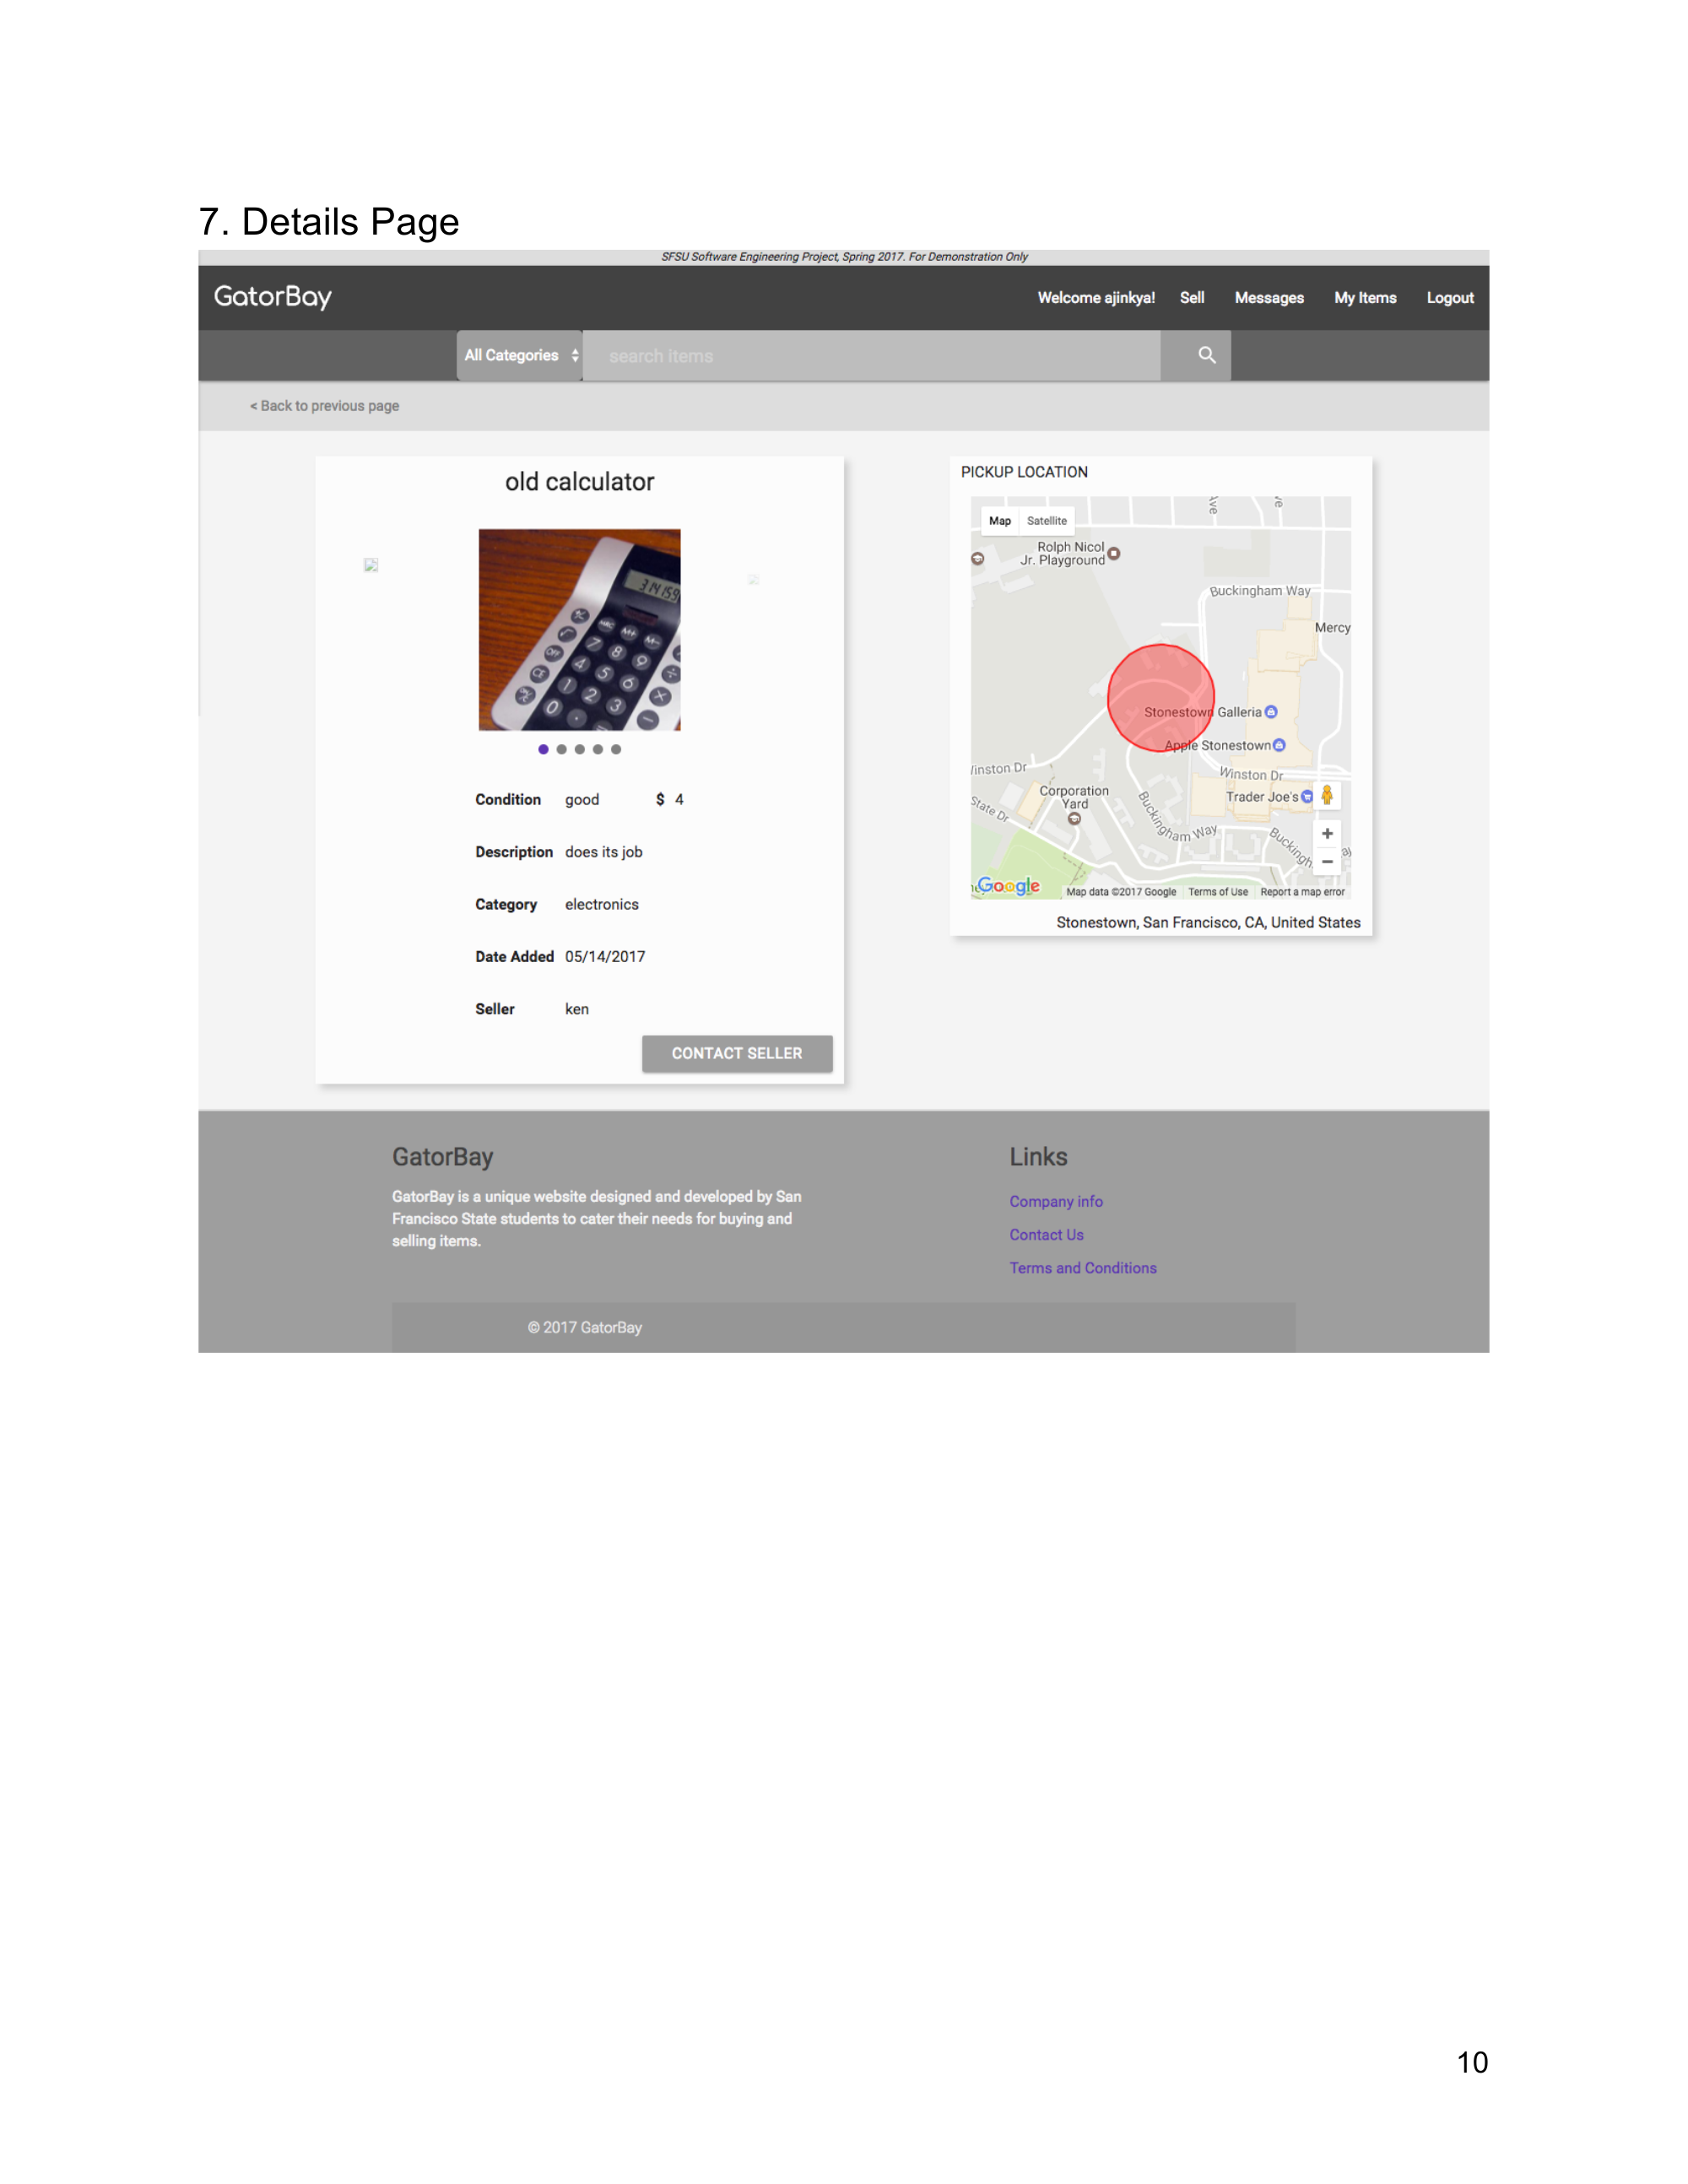 7. Details Page
SFSU Software Engineering Project, Spring 2017. For Demonstration Only
GatorBay
Welcome ajinkya! Sell Messages My Items Logout
All Categories search items
< Back to previous page
old calculator
Condition good $ 4
Description does its job
Category electronics
Date Added 05/14/2017
Seller ken
CONTACT SELLER
PICKUP LOCATION
Map Satellite
Rolph Nicol
Jr. Playground
Buckingham Way
Mercy
Stonestown Galleria
Apple Stonestown
Winston Dr
Trader Joe's
Corporation
Yard
State Dr
Buckingham Way
Google
Map data ©2017 Google Terms of Use Report a map error
Stonestown, San Francisco, CA, United States
GatorBay
GatorBay is a unique website designed and developed by San
Francisco State students to cater their needs for buying and
selling items.
Links
Company info
Contact Us
Terms and Conditions
© 2017 GatorBay
10